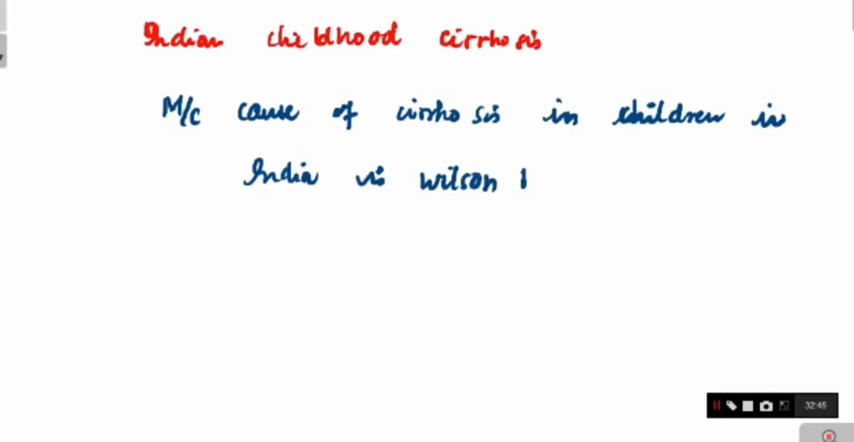 Indian childhood cirrhosis
M/c cause of cirrhosis in children in
India is wilson
32:45